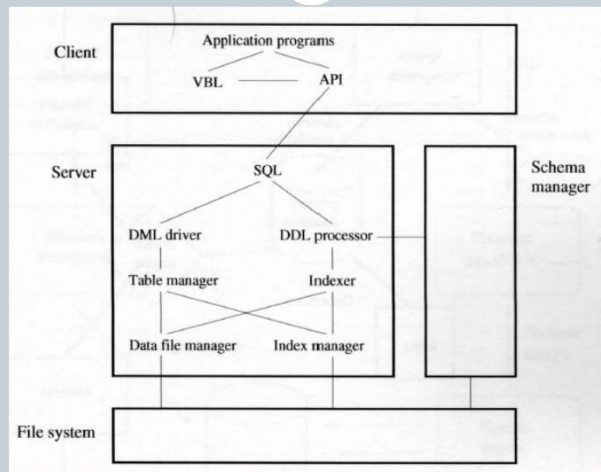 Application programs
Client
VBL
API
Server
SQL
Schema
manager
DML driver
DDL processor
Table manager
Indexer
Data file manager
Index manager
File system